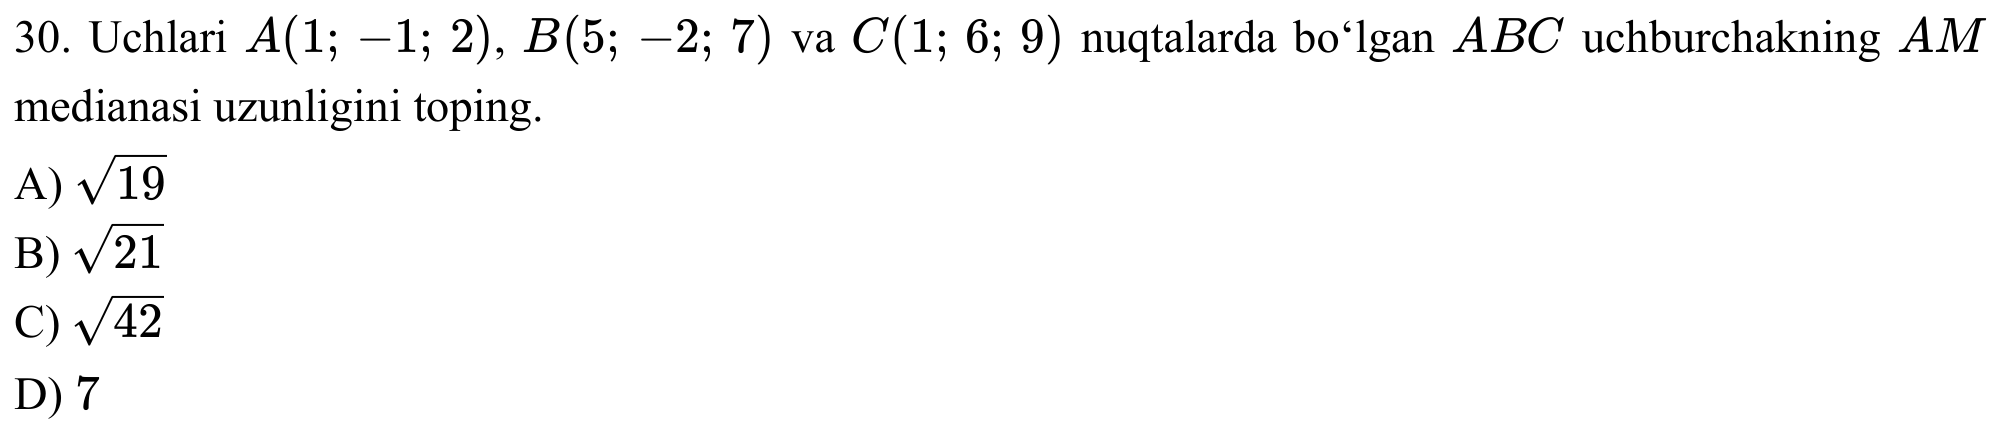 30. Uchlari A(1; −1; 2), B(5; −2; 7) va C(1; 6; 9) nuqtalarda bo‘lgan ABC uchburchakning AM
medianasi uzunligini toping.
A) √19
B) √21
C) √42
D) 7